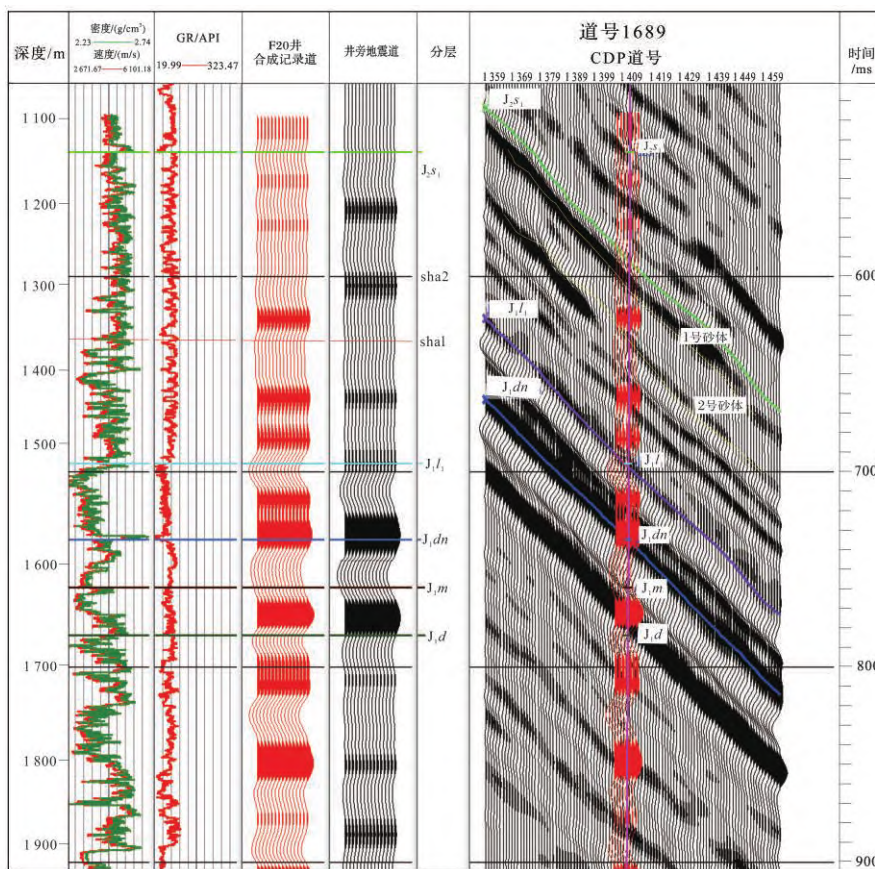 深度/m
密度/(g/cm³)
2.23 2.74
速度/(m/s)
2 671.67 6 101.18
GR/API
19.99 323.47
F20井
合成记录道
井旁地震道
分层
道号1689
CDP道号
1 359 1 369 1 379 1 389 1 399 1 409 1 419 1 429 1 439 1 449 1 459
时间
/ms
1 100
1 200
1 300
1 400
1 500
1 600
1 700
1 800
1 900
J₂s₁
sha2
sha1
J₁l₁
J₁dn
J₁m
J₁d
J₂s₁
J₁l₁
J₁dn
J₂s₁
1号砂体
2号砂体
J₁l₁
J₁dn
J₁m
J₁d
600
700
800
900